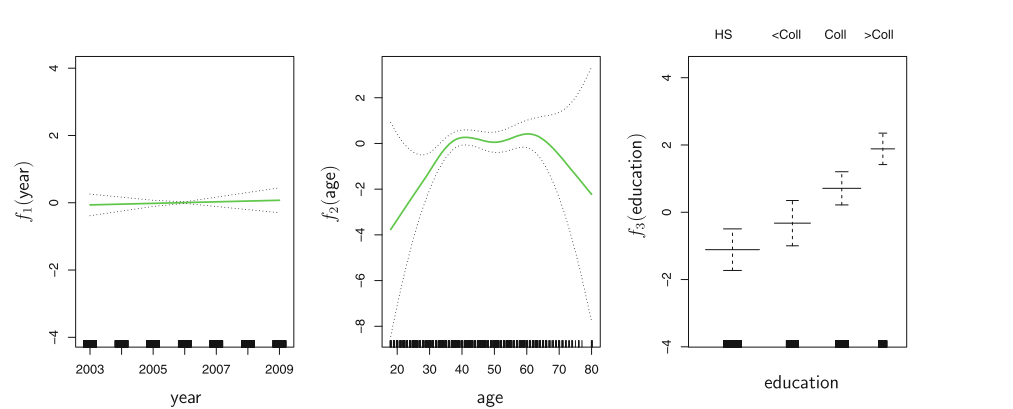 HS <Coll Coll >Coll
f₁(year)
4
2
0
−2
−4
2003 2005 2007 2009
year
f₂(age)
2
0
−2
−4
−6
−8
20 30 40 50 60 70 80
age
f₃(education)
4
2
0
−2
−4
education